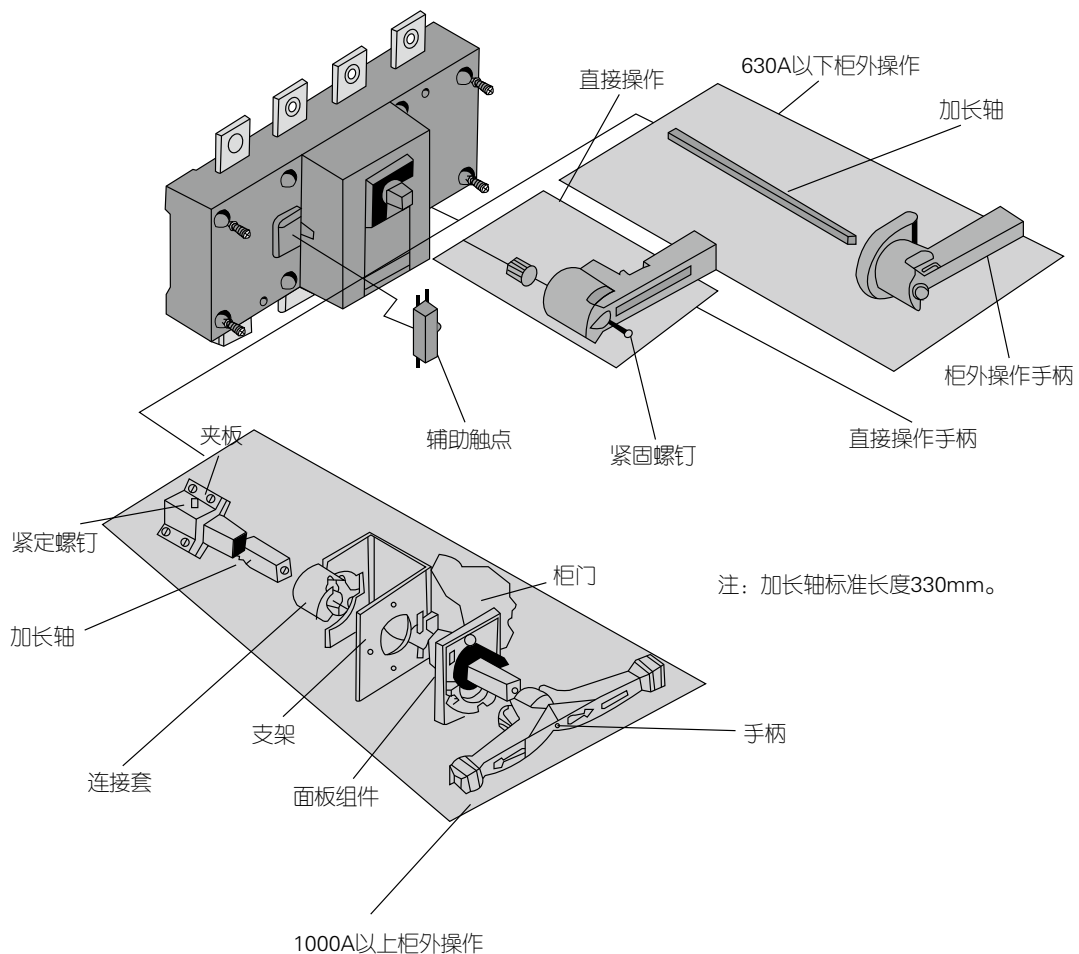 630A以下柜外操作
直接操作
加长轴
柜外操作手柄
直接操作手柄
紧固螺钉
辅助触点
夹板
紧定螺钉
加长轴
柜门
注：加长轴标准长度330mm。
支架
手柄
连接套
面板组件
1000A以上柜外操作